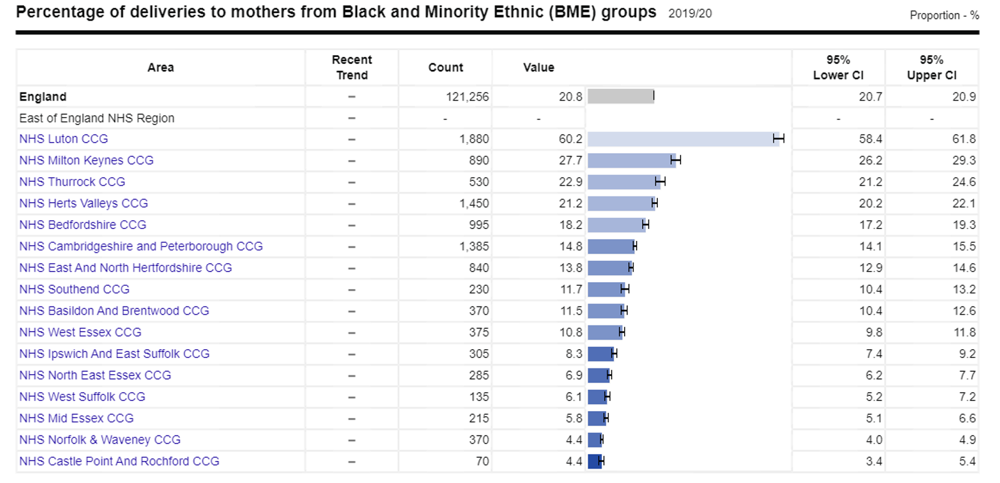 Percentage of deliveries to mothers from Black and Minority Ethnic (BME) groups 2019/20 Proportion - %
Area Recent Trend Count Value 95% Lower CI 95% Upper CI
England – 121,256 20.8 20.7 20.9
East of England NHS Region – - - - -
NHS Luton CCG – 1,880 60.2 58.4 61.8
NHS Milton Keynes CCG – 890 27.7 26.2 29.3
NHS Thurrock CCG – 530 22.9 21.2 24.6
NHS Herts Valleys CCG – 1,450 21.2 20.2 22.1
NHS Bedfordshire CCG – 995 18.2 17.2 19.3
NHS Cambridgeshire and Peterborough CCG – 1,385 14.8 14.1 15.5
NHS East And North Hertfordshire CCG – 840 13.8 12.9 14.6
NHS Southend CCG – 230 11.7 10.4 13.2
NHS Basildon And Brentwood CCG – 370 11.5 10.4 12.6
NHS West Essex CCG – 375 10.8 9.8 11.8
NHS Ipswich And East Suffolk CCG – 305 8.3 7.4 9.2
NHS North East Essex CCG – 285 6.9 6.2 7.7
NHS West Suffolk CCG – 135 6.1 5.2 7.2
NHS Mid Essex CCG – 215 5.8 5.1 6.6
NHS Norfolk & Waveney CCG – 370 4.4 4.0 4.9
NHS Castle Point And Rochford CCG – 70 4.4 3.4 5.4